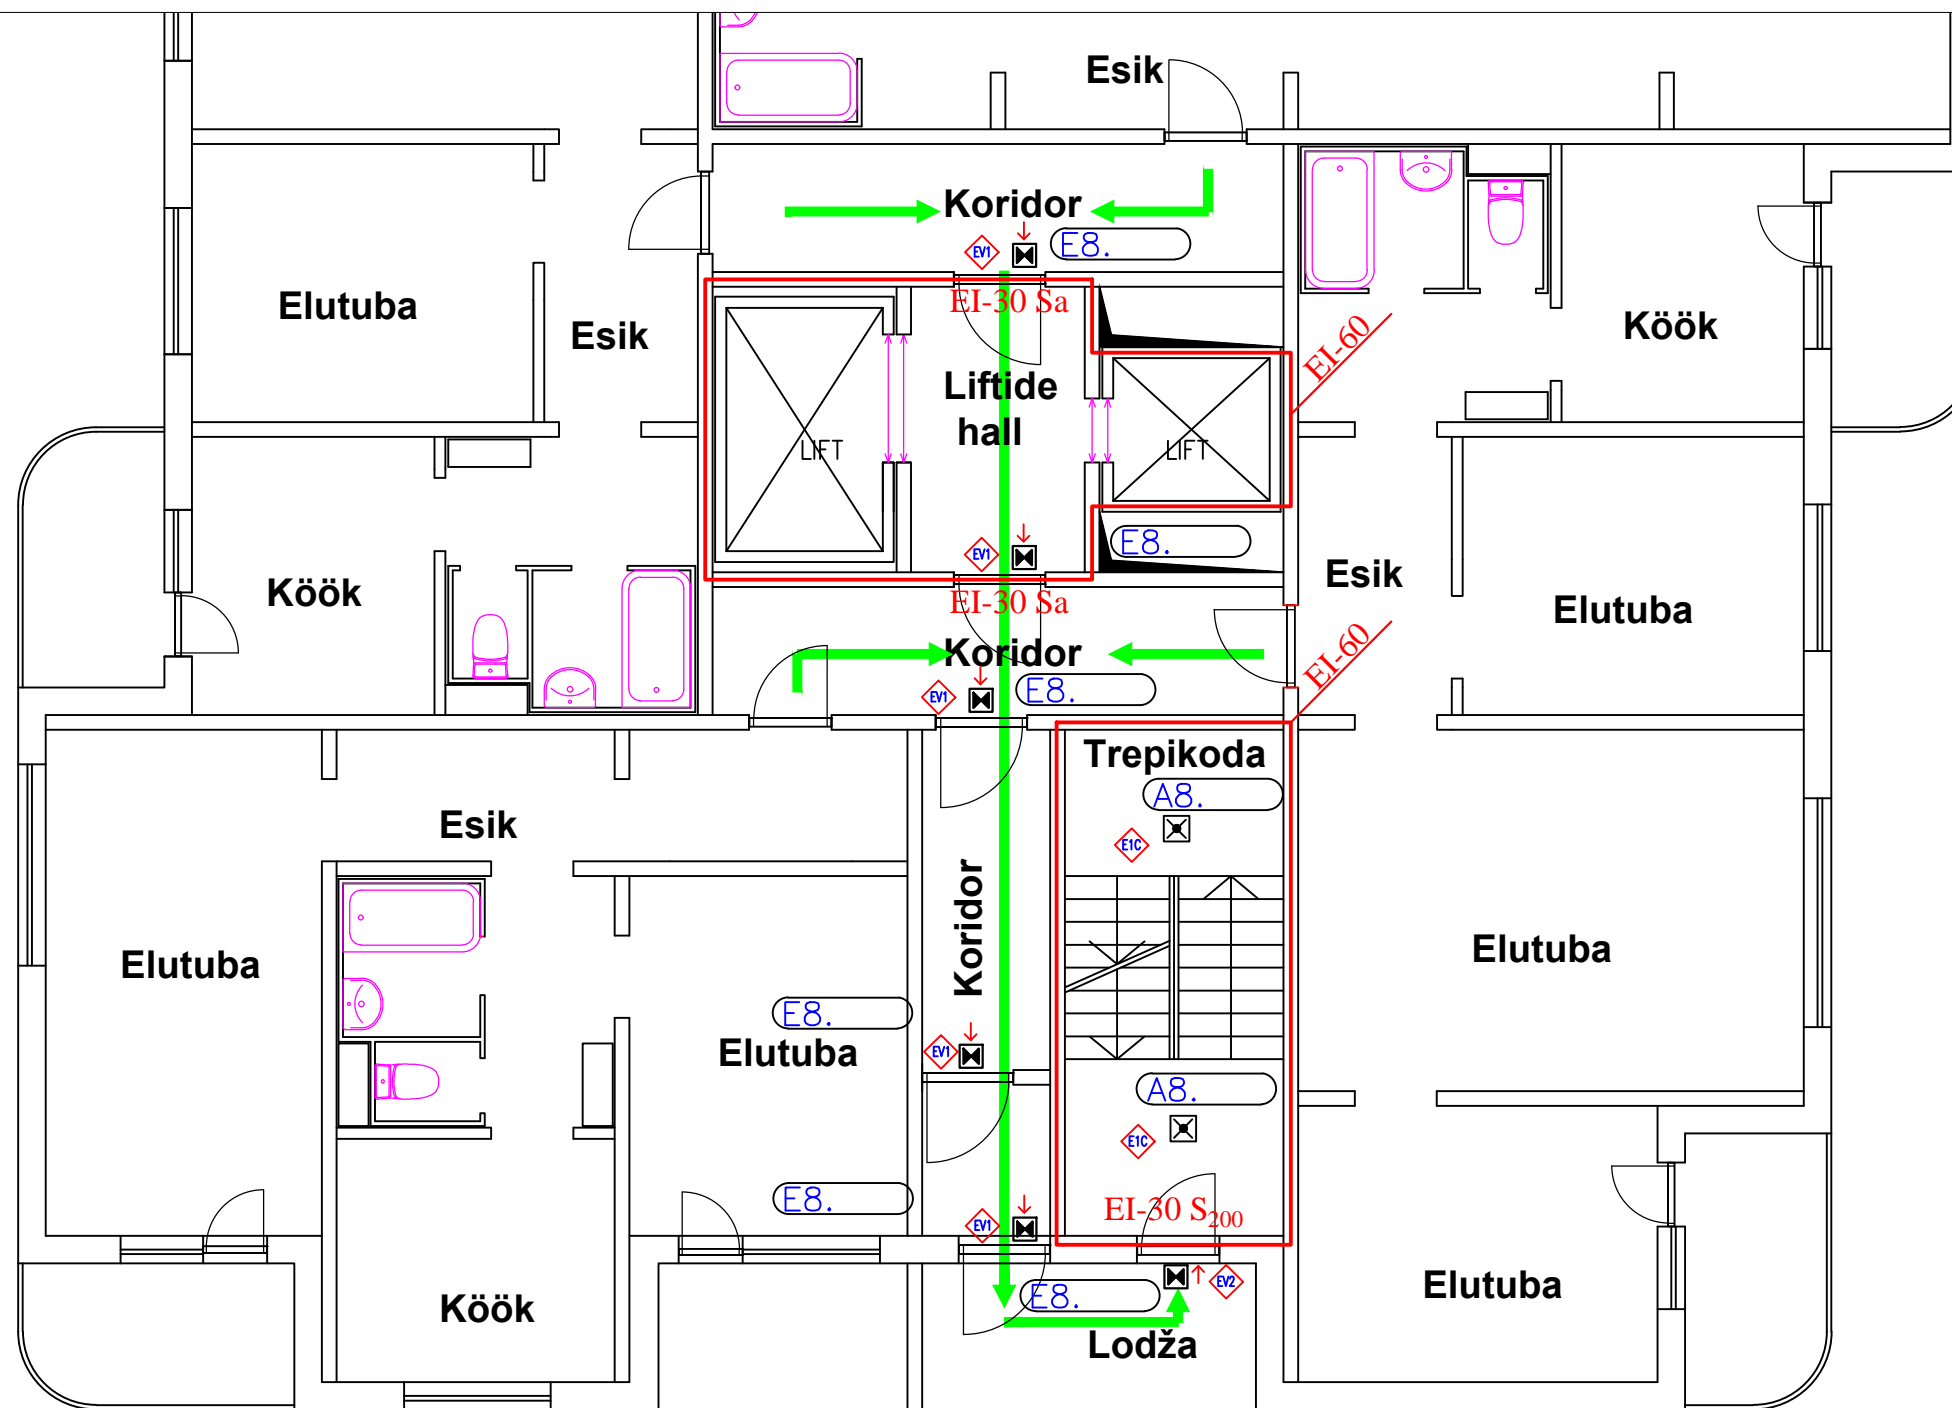 Esik
Koridor
EV1
E8.
EI-30 Sa
Elutuba
Esik
EI-60
Köök
Liftide
hall
LIFT
LIFT
EV1
E8.
EI-30 Sa
Köök
Esik
Elutuba
EI-60
Koridor
EV1
E8.
Trepikoda
A8.
E1C
Esik
Koridor
Elutuba
Elutuba
E8.
Elutuba
EV1
A8.
E1C
E8.
EV1
EI-30 S200
E8.
EV2
Köök
Elutuba
Lodža